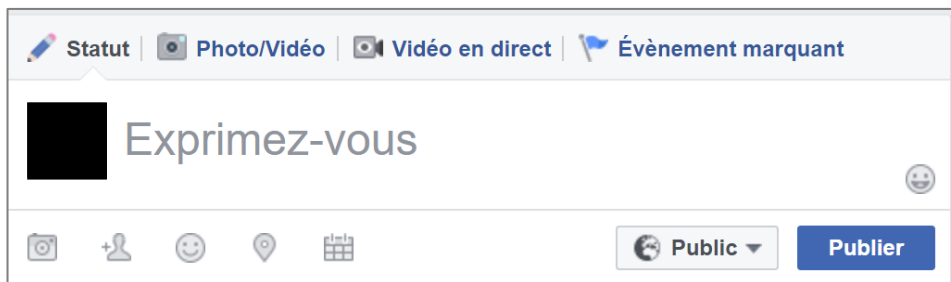 Statut Photo/Vidéo Vidéo en direct Évènement marquant
Exprimez-vous
Public Publier